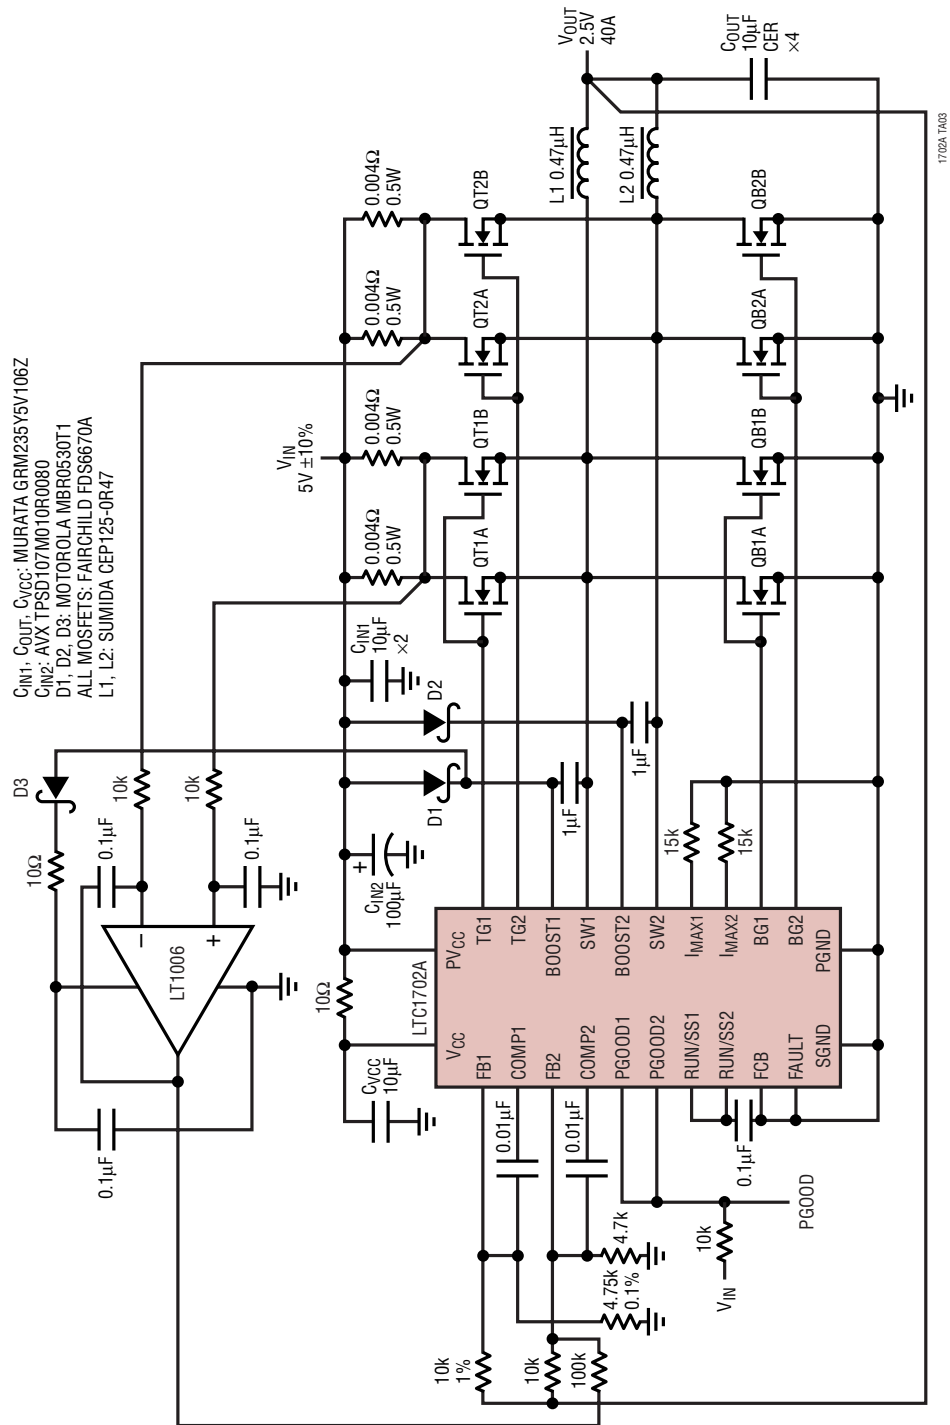 CIN1, COUT, CVCC: MURATA GRM235Y5V106Z
CIN2: AVX TPSD107M010R0080
D1, D2, D3: MOTOROLA MBR0530T1
ALL MOSFETS: FAIRCHILD FDS6670A
L1, L2: SUMIDA CEP125-0R47
D3
10Ω
0.1µF
10k
10k
0.1µF
–
+
LT1006
0.1µF
VIN
5V ±10%
0.004Ω
0.5W
0.004Ω
0.5W
0.004Ω
0.5W
0.004Ω
0.5W
CIN1
10µF
×2
D2
D1
+
CIN2
100µF
10Ω
CVCC
10µF
1µF
1µF
QT1A
QT1B
QT2A
QT2B
L1 0.47µH
L2 0.47µH
VOUT
2.5V
40A
COUT
10µF
CER
×4
QB1A
QB1B
QB2A
QB2B
15k
15k
LTC1702A
VCC
PVCC
FB1
TG1
COMP1
TG2
FB2
BOOST1
COMP2
SW1
PGOOD1
BOOST2
PGOOD2
SW2
RUN/SS1
IMAX1
RUN/SS2
IMAX2
FCB
BG1
FAULT
BG2
SGND
PGND
0.01µF
0.01µF
0.1µF
4.7k
4.75k
0.1%
10k
1%
10k
100k
10k
VIN
PGOOD
1702A TA03